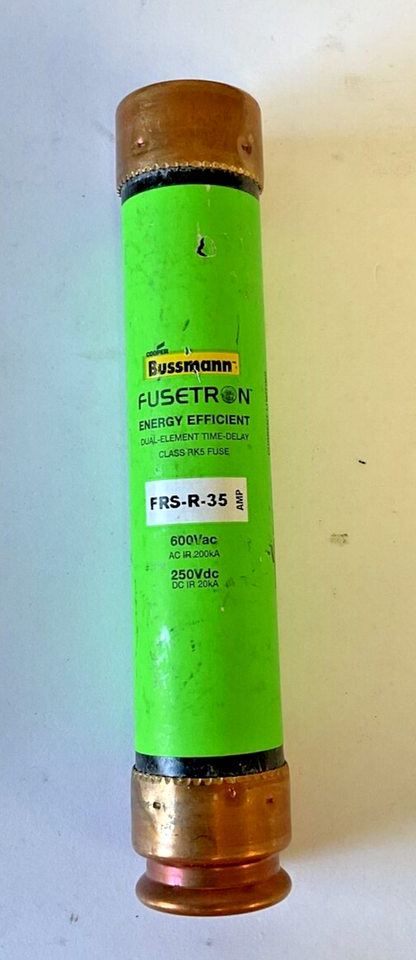 COOPER
Bussmann
FUSETRON
ENERGY EFFICIENT
DUAL-ELEMENT TIME-DELAY
CLASS RK5 FUSE
FRS-R-35 AMP
600Vac
AC IR 200kA
250Vdc
DC IR 20kA